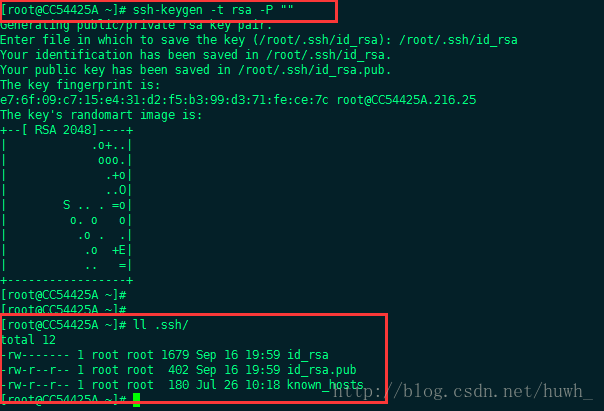 [root@CC54425A ~]# ssh-keygen -t rsa -P ""
Generating public/private rsa key pair.
Enter file in which to save the key (/root/.ssh/id_rsa): /root/.ssh/id_rsa
Your identification has been saved in /root/.ssh/id_rsa.
Your public key has been saved in /root/.ssh/id_rsa.pub.
The key fingerprint is:
e7:6f:09:c7:15:e4:31:d2:f5:b3:99:d3:71:fe:ce:7c root@CC54425A.216.25
The key's randomart image is:
+--[ RSA 2048]----+
|           .o+..|
|            ooo.|
|             .+o|
|             ..O|
|       S .. . =o|
|        o. o   o|
|         .o .  .|
|          .o  +E|
|          ..   =|
+-----------------+
[root@CC54425A ~]#
[root@CC54425A ~]#
[root@CC54425A ~]# ll .ssh/
total 12
-rw------- 1 root root 1679 Sep 16 19:59 id_rsa
-rw-r--r-- 1 root root  402 Sep 16 19:59 id_rsa.pub
-rw-r--r-- 1 root root  180 Jul 26 10:18 known_hosts
[root@CC54425A ~]#
http://blog.csdn.net/huwh_